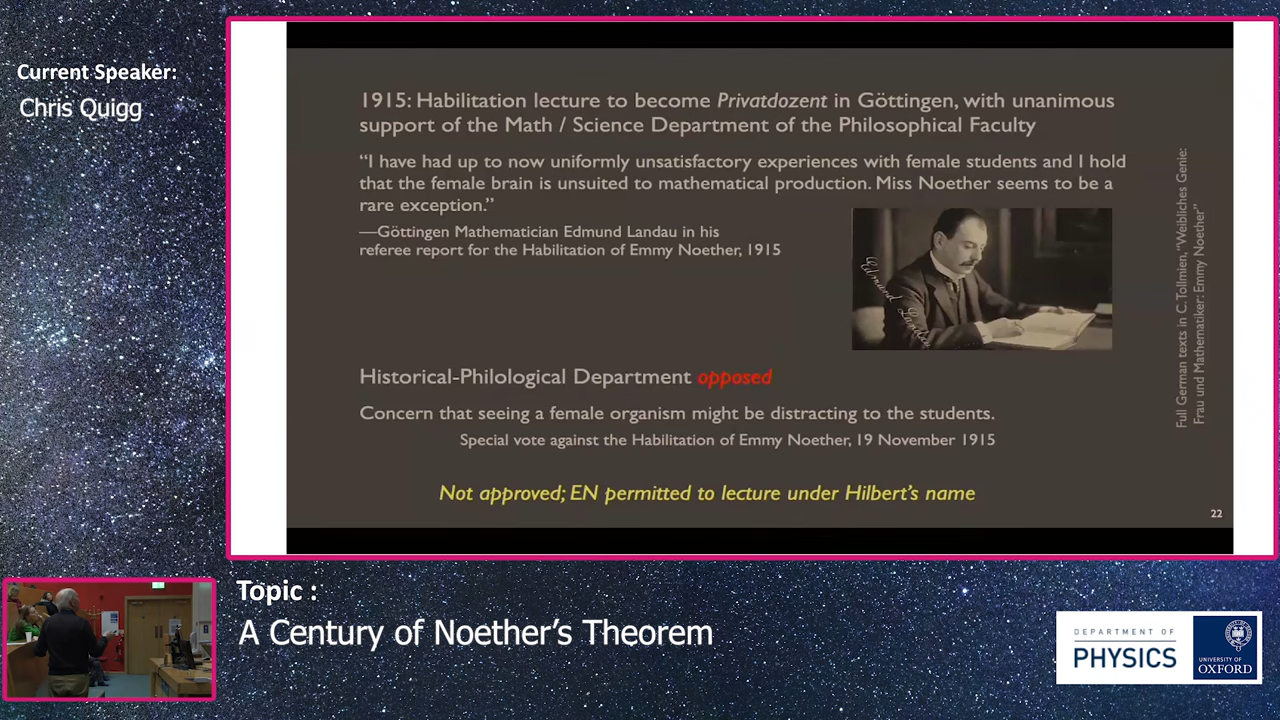 Current Speaker:
Chris Quigg
1915: Habilitation lecture to become Privatdozent in Göttingen, with unanimous
support of the Math / Science Department of the Philosophical Faculty
“I have had up to now uniformly unsatisfactory experiences with female students and I hold
that the female brain is unsuited to mathematical production. Miss Noether seems to be a
rare exception.”
—Göttingen Mathematician Edmund Landau in his
referee report for the Habilitation of Emmy Noether, 1915
Edmund Landau
Full German texts in C. Tollmien, “Weibliches Genie:
Frau und Mathematiker: Emmy Noether”
Historical-Philological Department opposed
Concern that seeing a female organism might be distracting to the students.
Special vote against the Habilitation of Emmy Noether, 19 November 1915
Not approved; EN permitted to lecture under Hilbert’s name
22
Topic :
A Century of Noether’s Theorem
DEPARTMENT OF
PHYSICS
UNIVERSITY OF
OXFORD